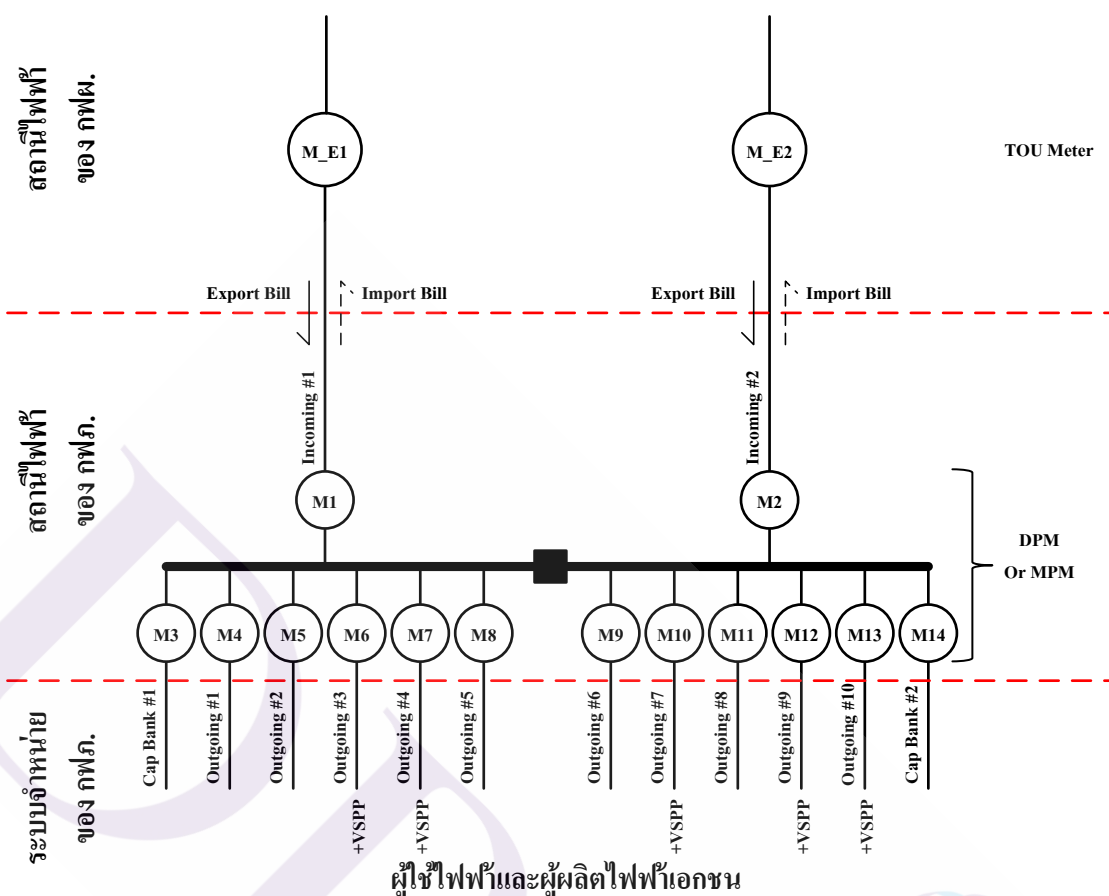 สถานีไฟฟ้า
ของ กฟผ.
M_E1
M_E2
TOU Meter
Export Bill
Import Bill
Export Bill
Import Bill
สถานีไฟฟ้า
ของ กฟภ.
Incoming #1
Incoming #2
M1
M2
DPM
Or MPM
M3
M4
M5
M6
M7
M8
M9
M10
M11
M12
M13
M14
ระบบจำหน่าย
ของ กฟภ.
Cap Bank #1
Outgoing #1
Outgoing #2
Outgoing #3
Outgoing #4
Outgoing #5
Outgoing #6
Outgoing #7
Outgoing #8
Outgoing #9
Outgoing #10
Cap Bank #2
+VSPP
+VSPP
+VSPP
+VSPP
+VSPP
ผู้ใช้ไฟฟ้าและผู้ผลิตไฟฟ้าเอกชน